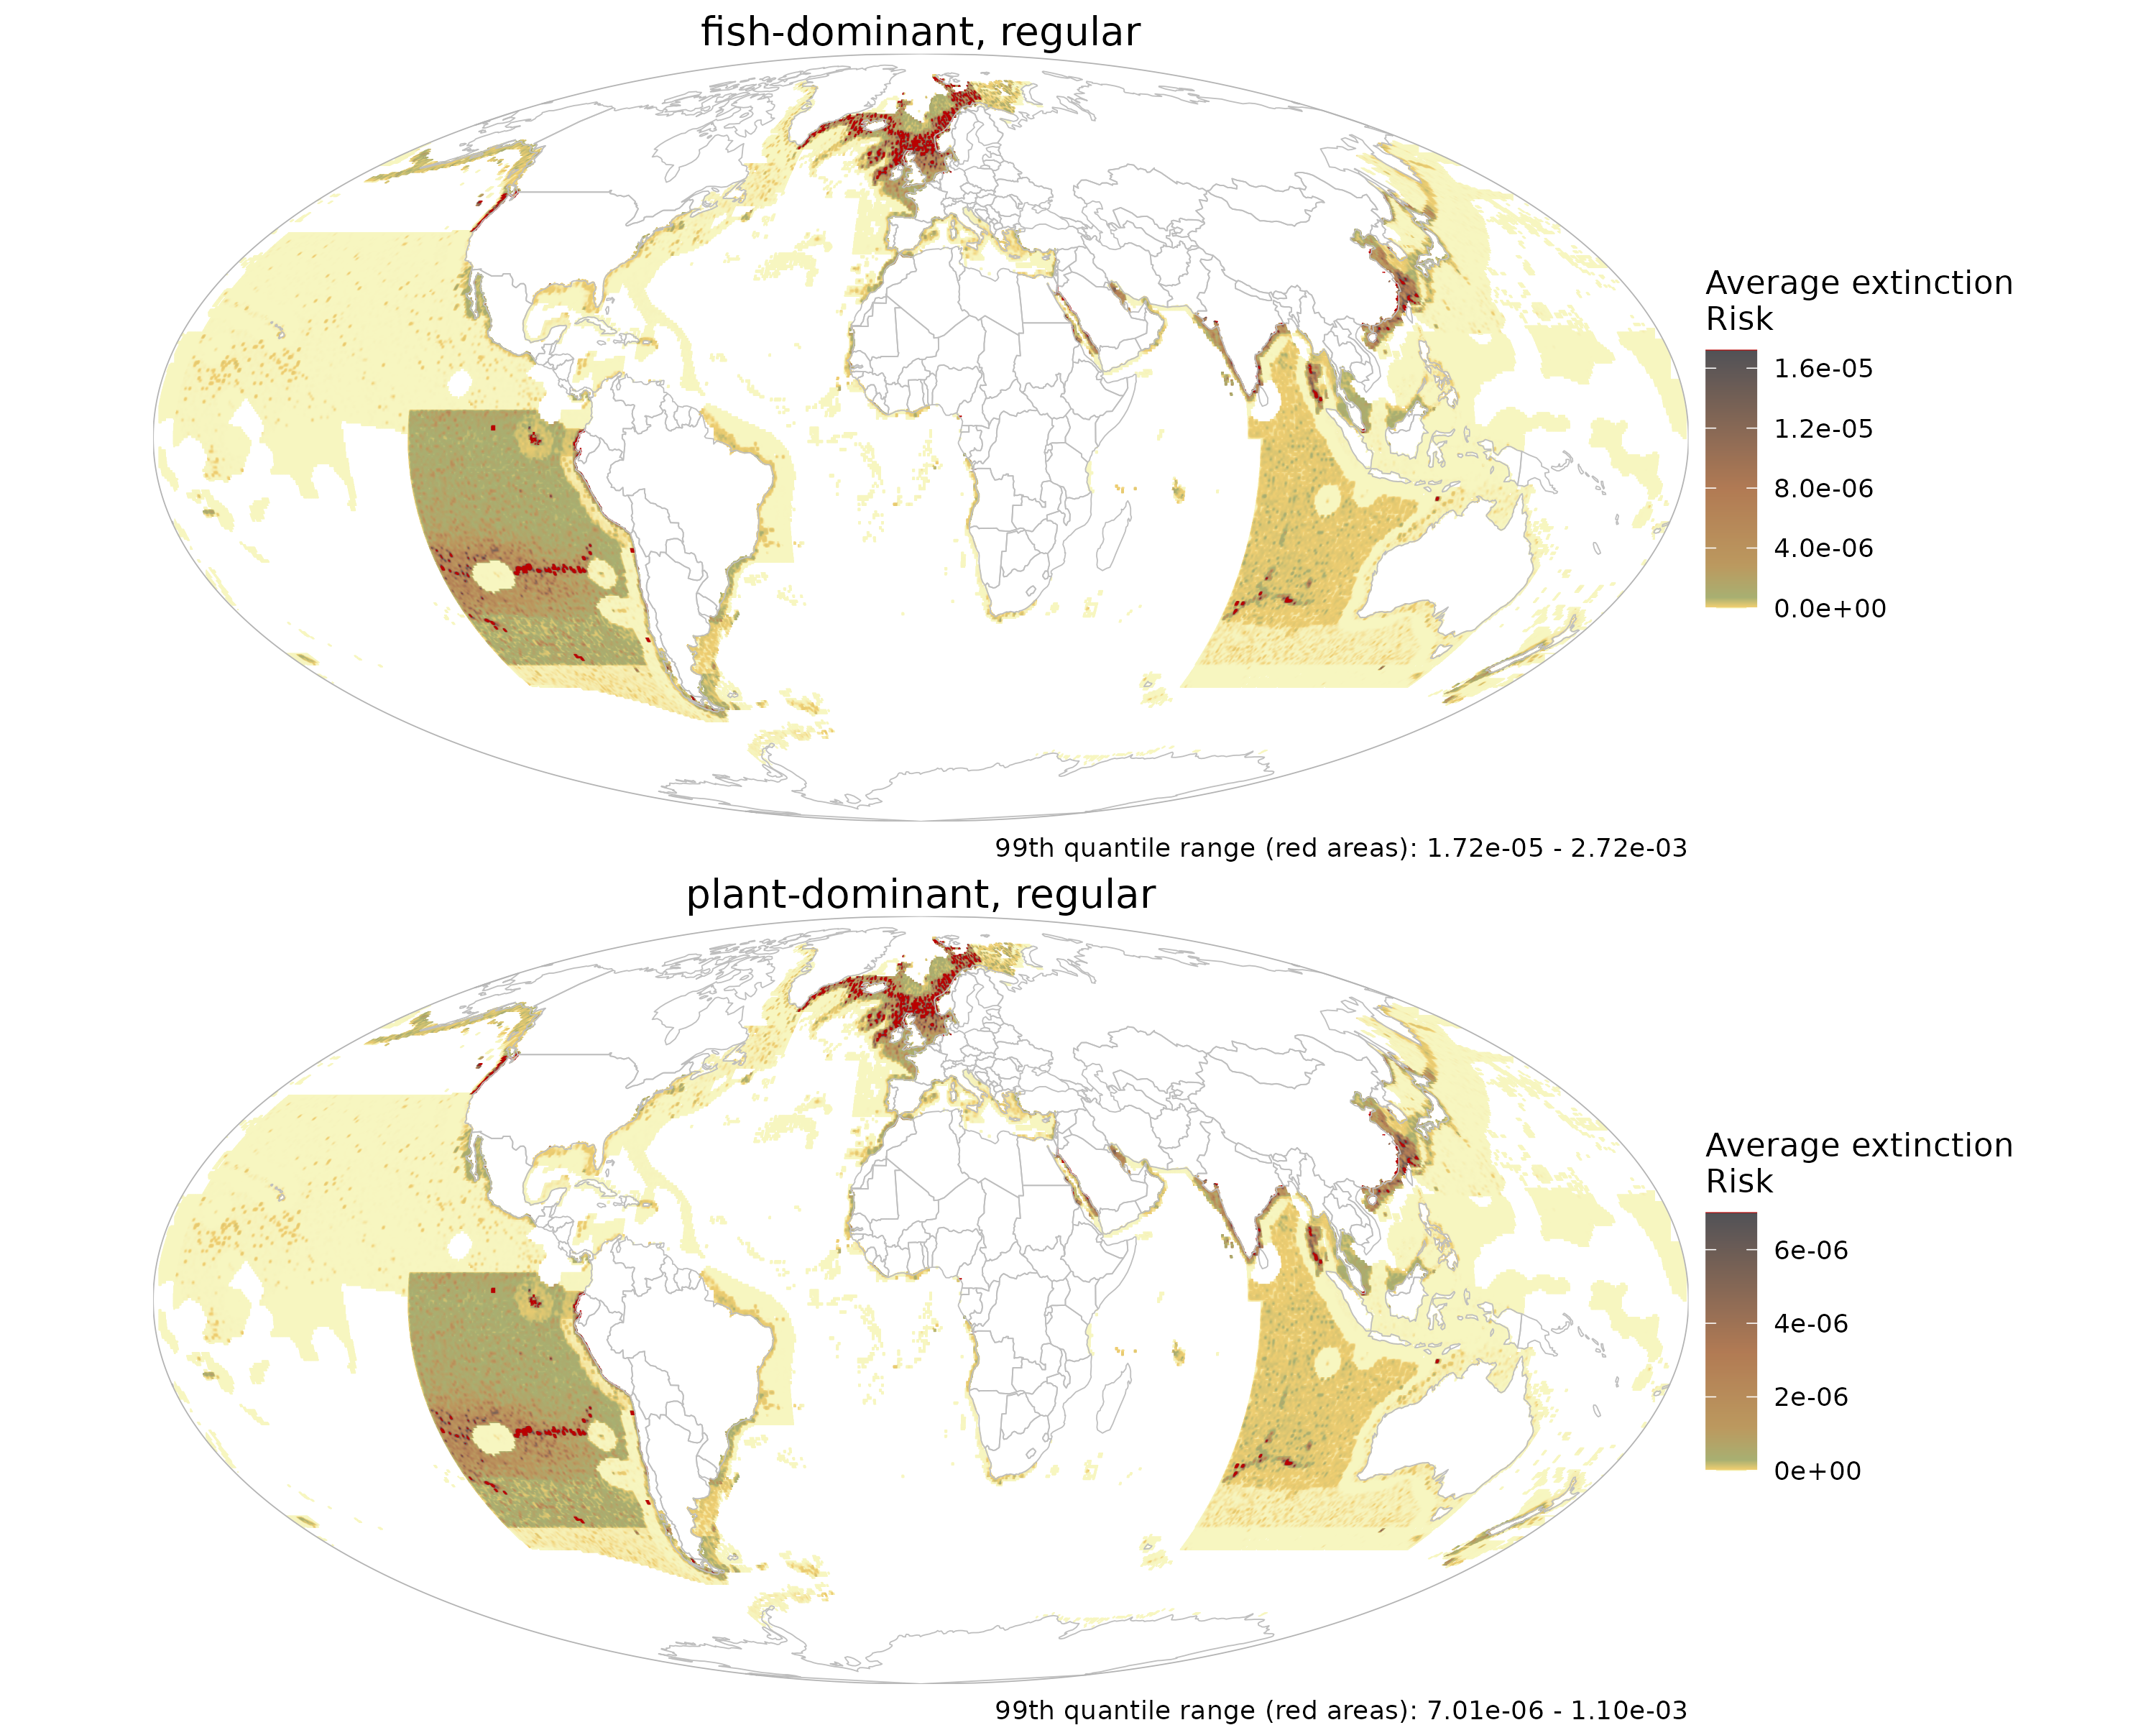 fish-dominant, regular
Average extinction
Risk
1.6e-05
1.2e-05
8.0e-06
4.0e-06
0.0e+00
99th quantile range (red areas): 1.72e-05 - 2.72e-03
plant-dominant, regular
Average extinction
Risk
6e-06
4e-06
2e-06
0e+00
99th quantile range (red areas): 7.01e-06 - 1.10e-03